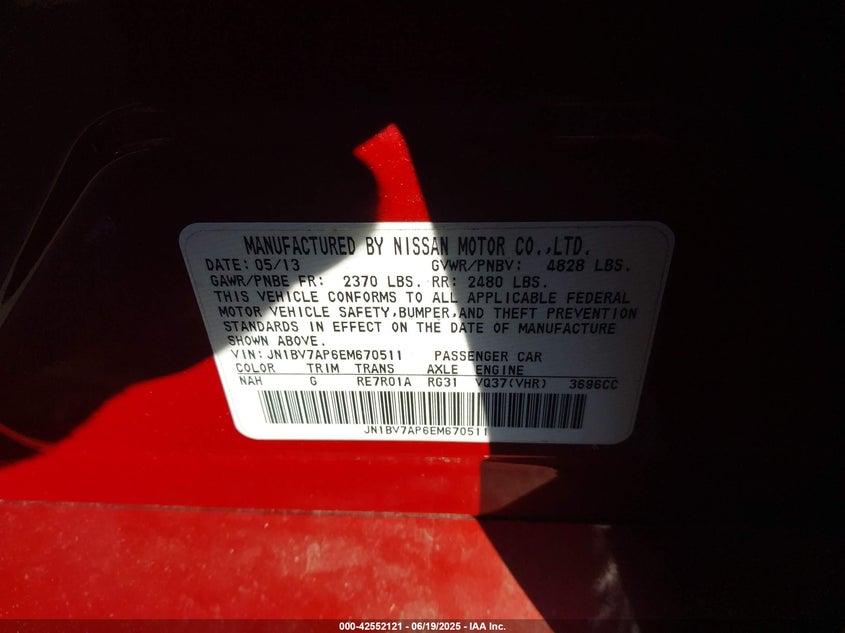 MANUFACTURED BY NISSAN MOTOR CO.,LTD.
DATE: 05/13 GVWR/PNBV: 4828 LBS.
GAWR/PNBE FR: 2370 LBS. RR: 2480 LBS.
THIS VEHICLE CONFORMS TO ALL APPLICABLE FEDERAL
MOTOR VEHICLE SAFETY,BUMPER,AND THEFT PREVENTION
STANDARDS IN EFFECT ON THE DATE OF MANUFACTURE
SHOWN ABOVE.
VIN: JN1BV7AP6EM670511 PASSENGER CAR
COLOR TRIM TRANS AXLE ENGINE
NAH G RE7R01A RG31 VQ37(VHR) 3696CC
JN1BV7AP6EM670511
000-42552121 - 06/19/2025 - IAA Inc.